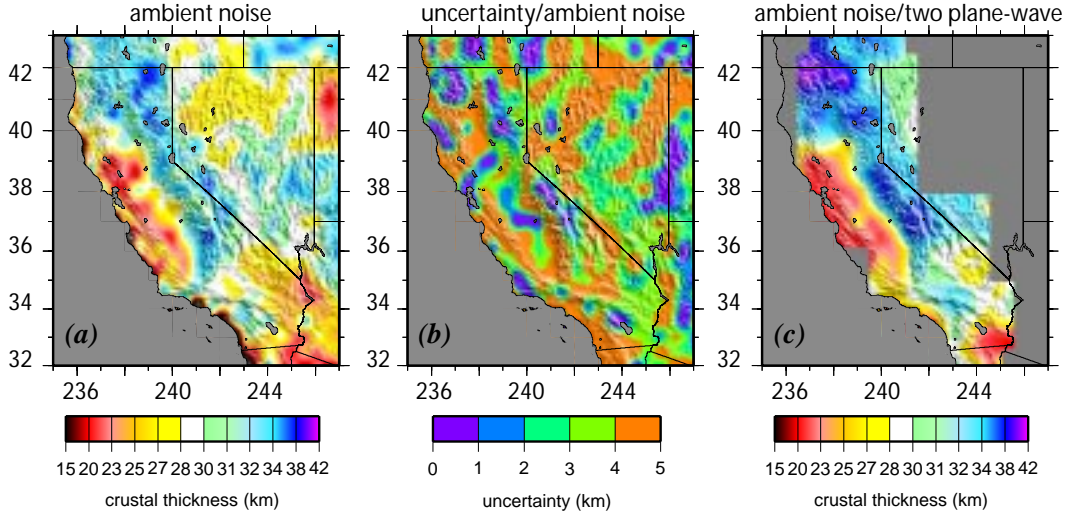 ambient noise
uncertainty/ambient noise
ambient noise/two plane-wave
42
40
38
36
34
32
(a)
236 240 244
42
40
38
36
34
32
(b)
236 240 244
42
40
38
36
34
32
(c)
236 240 244
15 20 23 25 27 28 30 31 32 34 38 42
crustal thickness (km)
0 1 2 3 4 5
uncertainty (km)
15 20 23 25 27 28 30 31 32 34 38 42
crustal thickness (km)